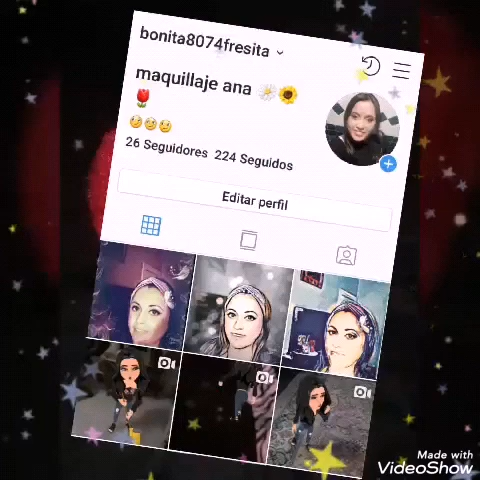 bonita8074fresita
maquillaje ana
26 Seguidores 224 Seguidos
Editar perfil
Made with
VideoShow